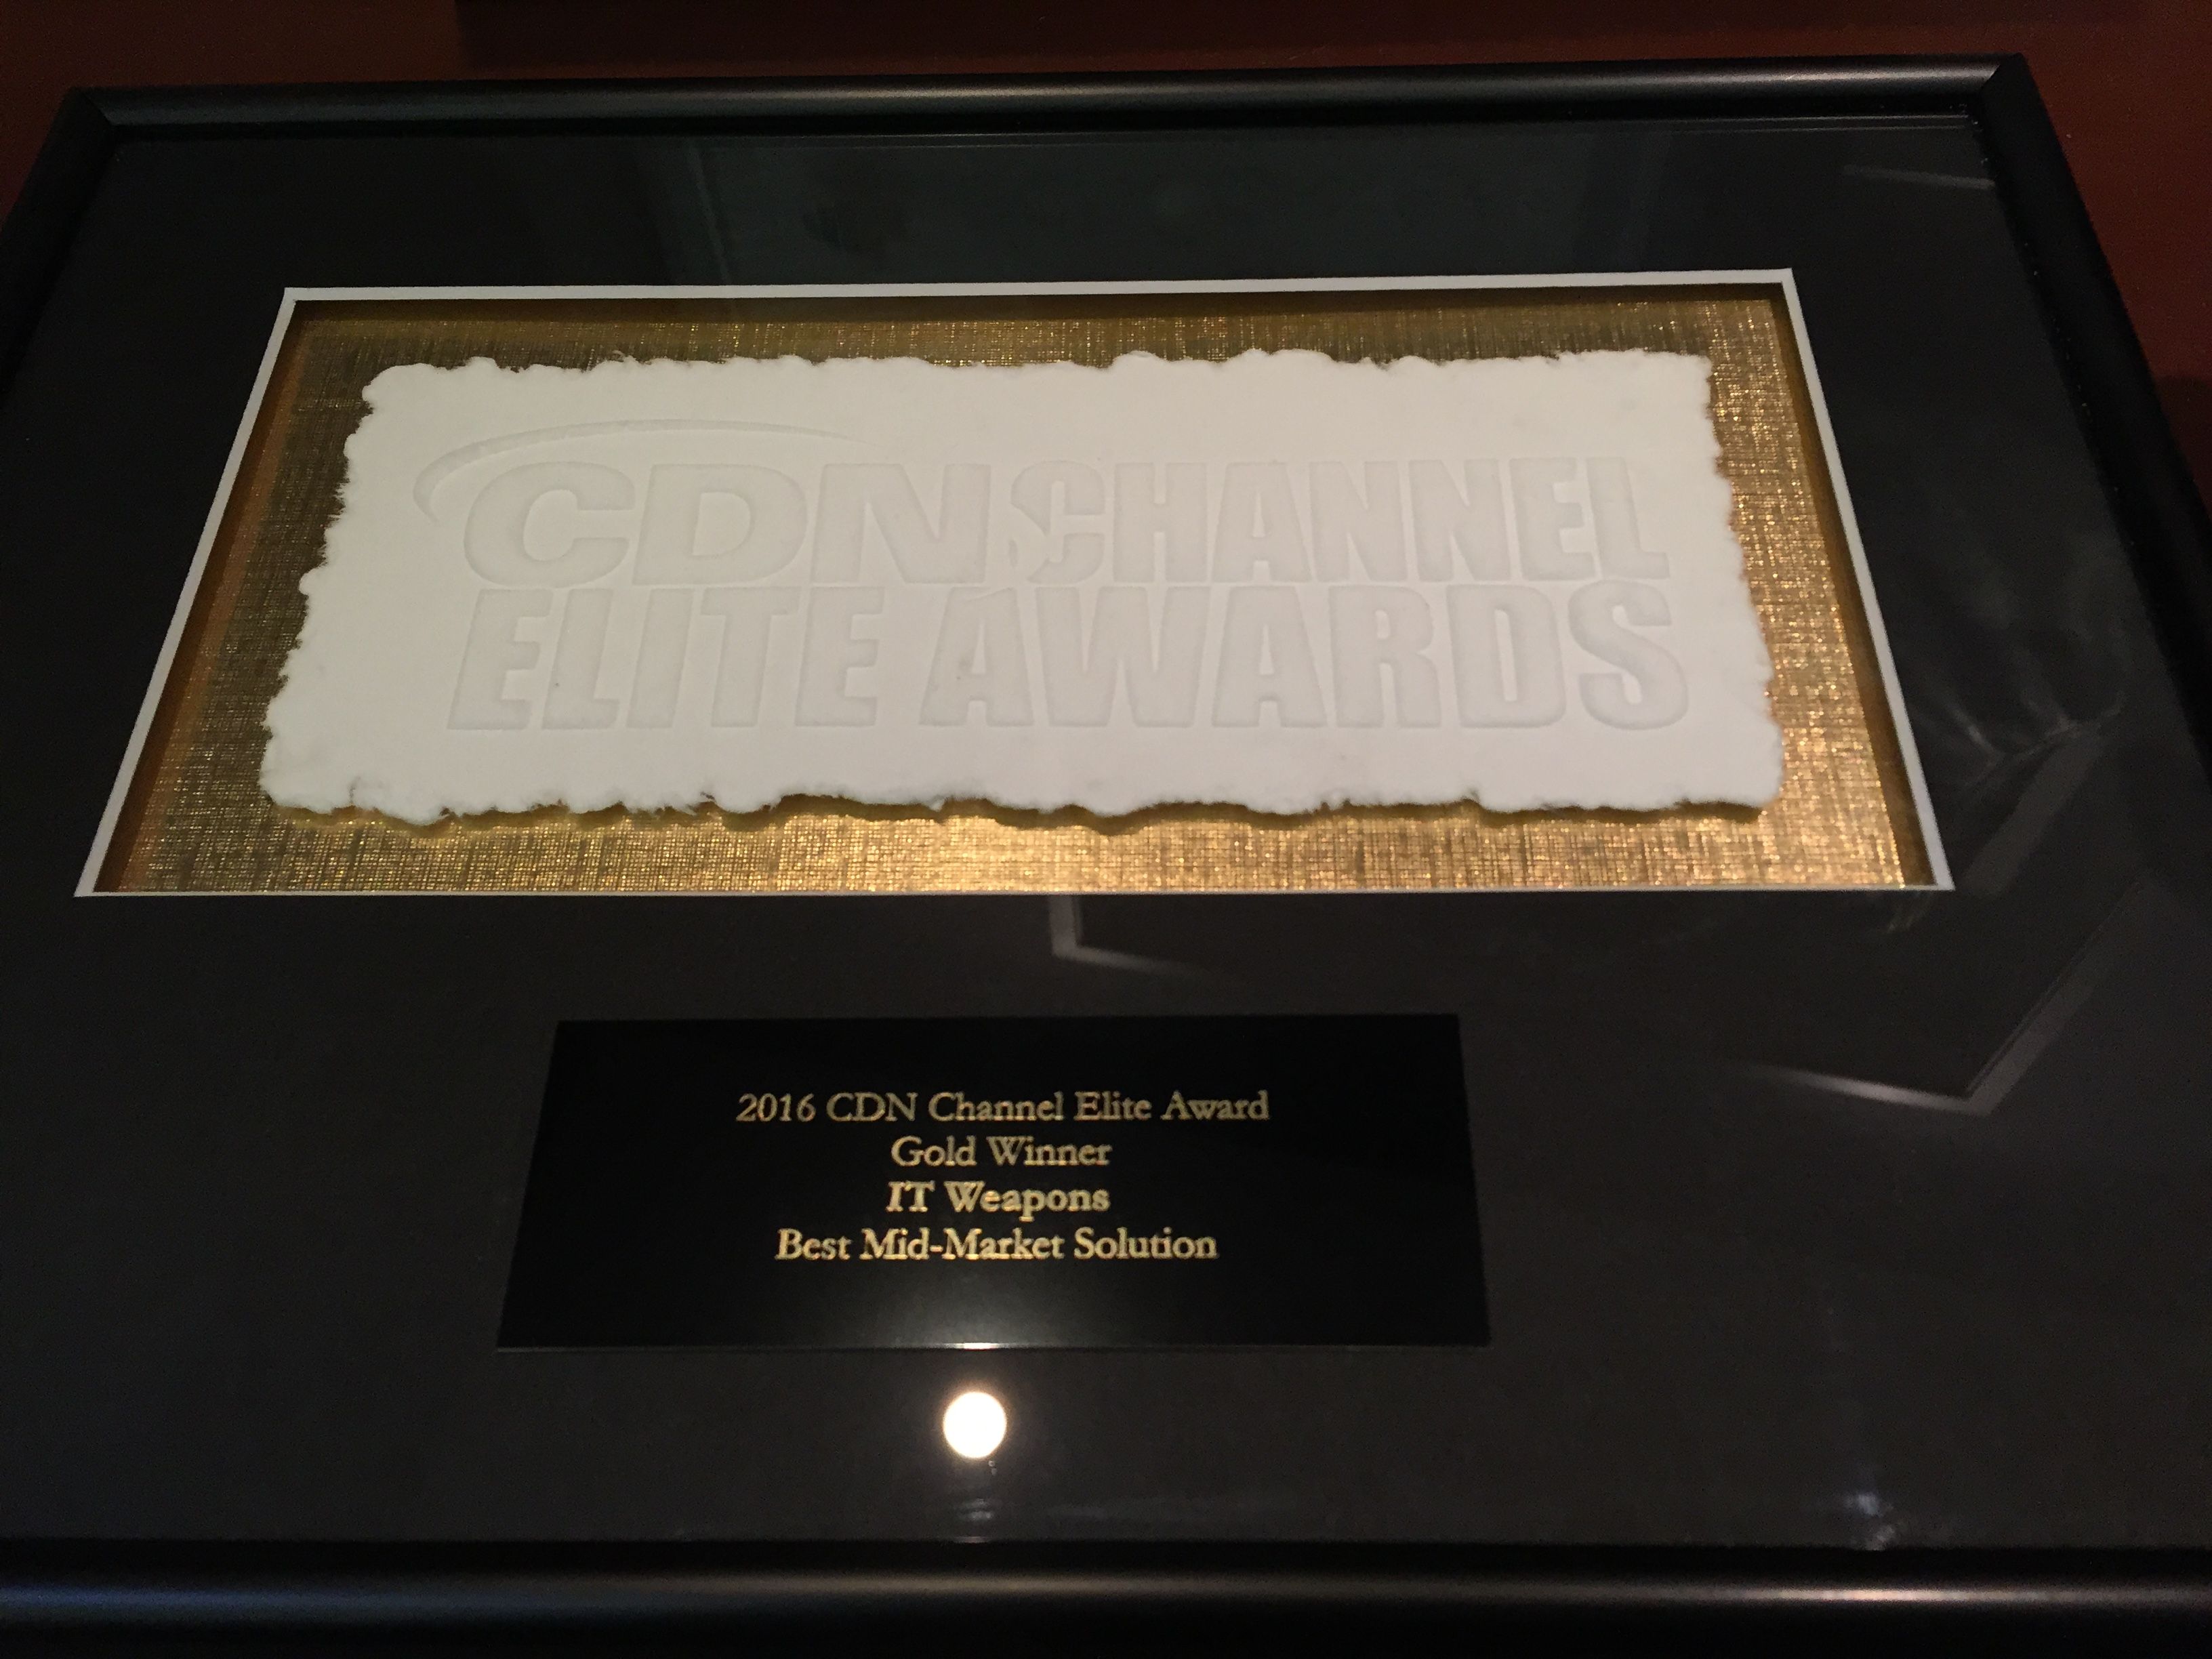 CDN CHANNEL
ELITE AWARDS
2016 CDN Channel Elite Award
Gold Winner
IT Weapons
Best Mid-Market Solution